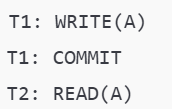 T1: WRITE(A)
T1: COMMIT
T2: READ(A)